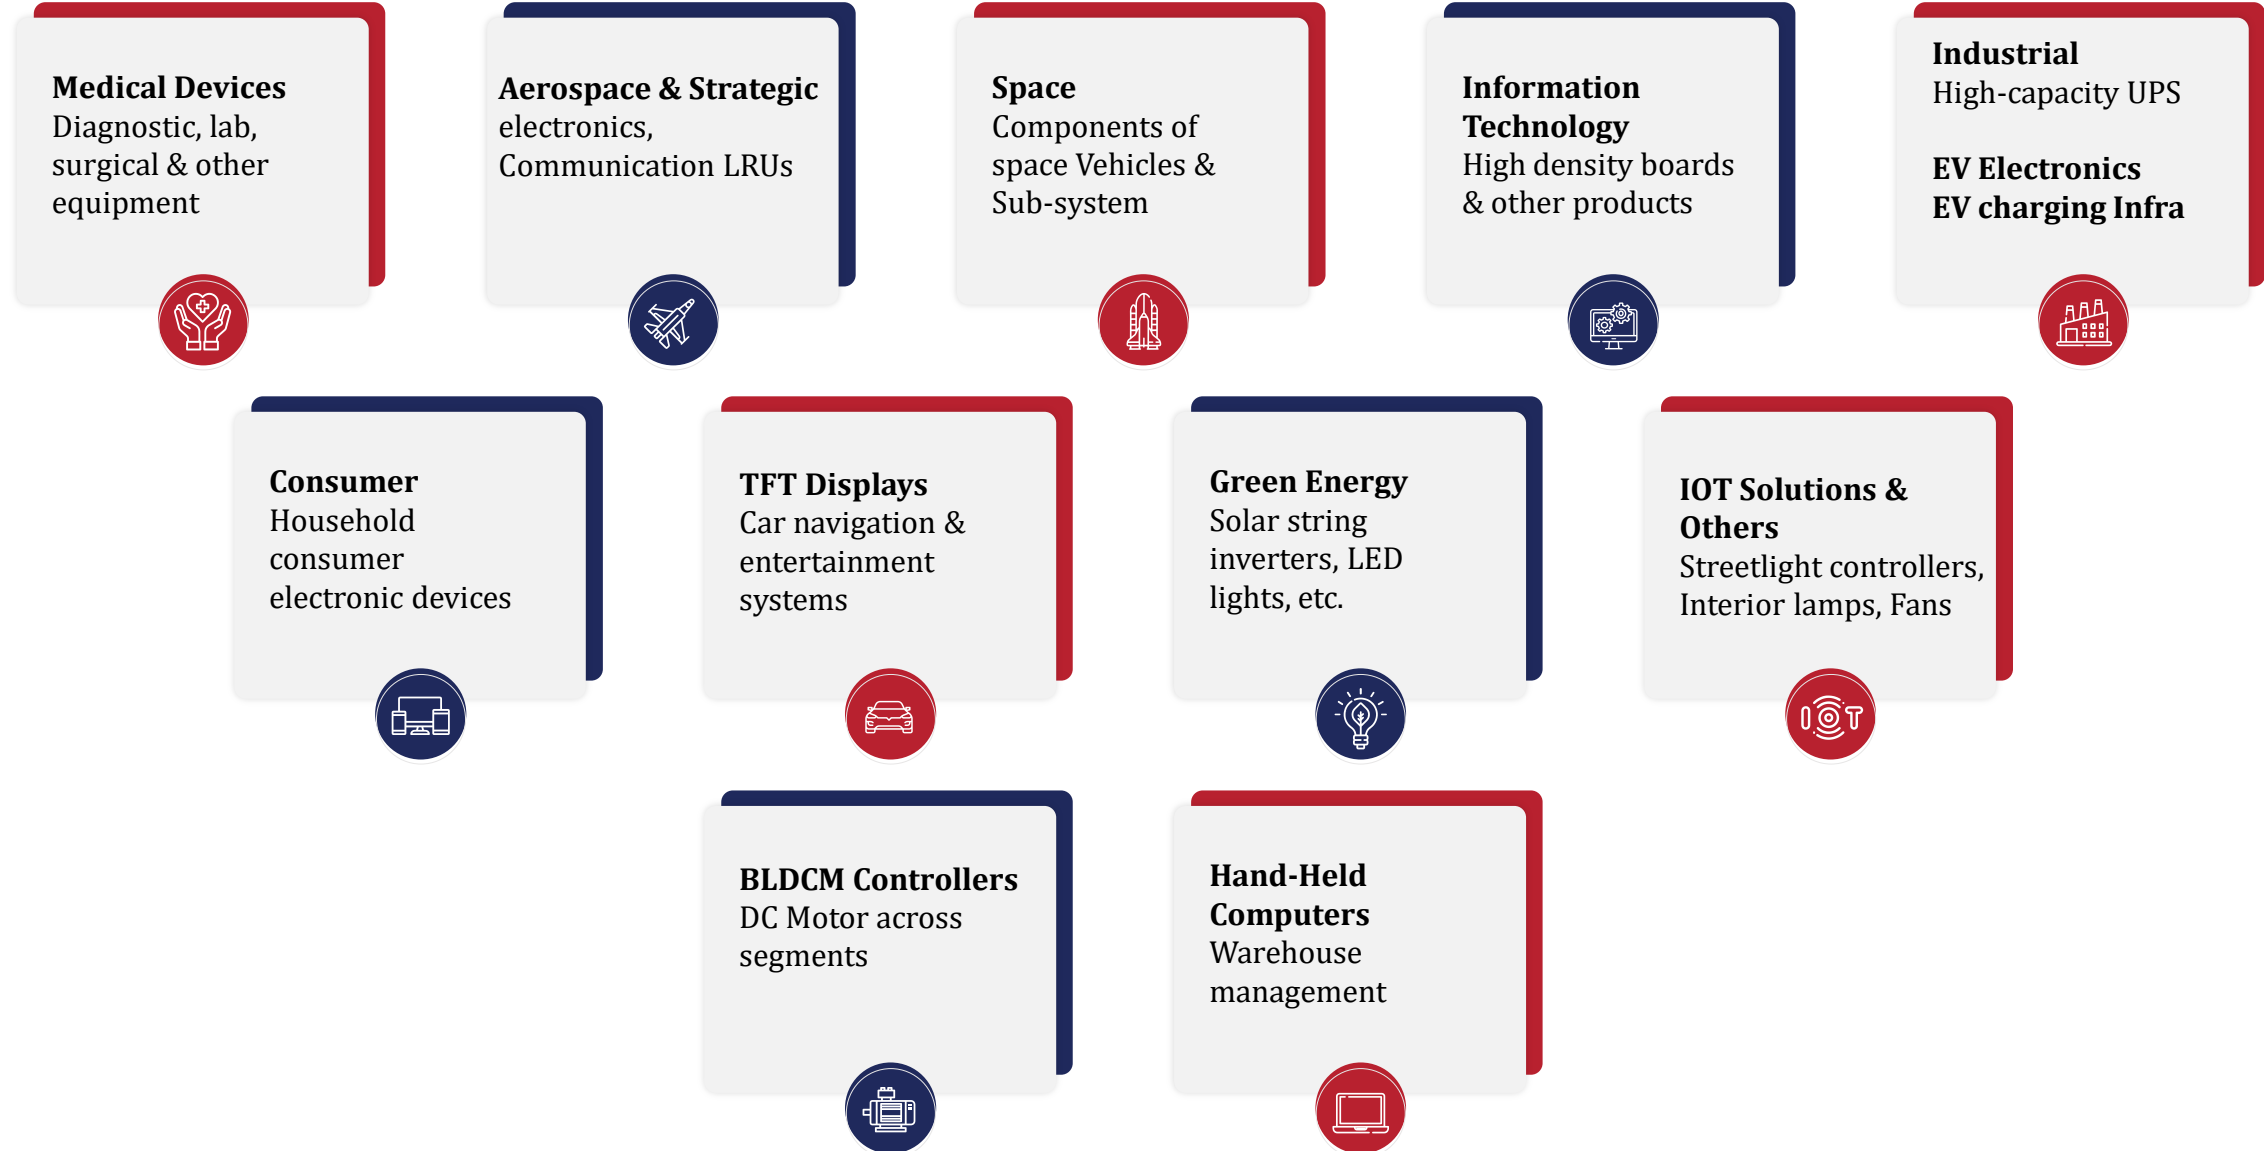 Medical Devices
Diagnostic, lab,
surgical & other
equipment
Aerospace & Strategic
electronics,
Communication LRUs
Space
Components of
space Vehicles &
Sub-system
Information
Technology
High density boards
& other products
Industrial
High-capacity UPS
EV Electronics
EV charging Infra
Consumer
Household
consumer
electronic devices
TFT Displays
Car navigation &
entertainment
systems
Green Energy
Solar string
inverters, LED
lights, etc.
IOT Solutions &
Others
Streetlight controllers,
Interior lamps, Fans
IOT
BLDCM Controllers
DC Motor across
segments
Hand-Held
Computers
Warehouse
management